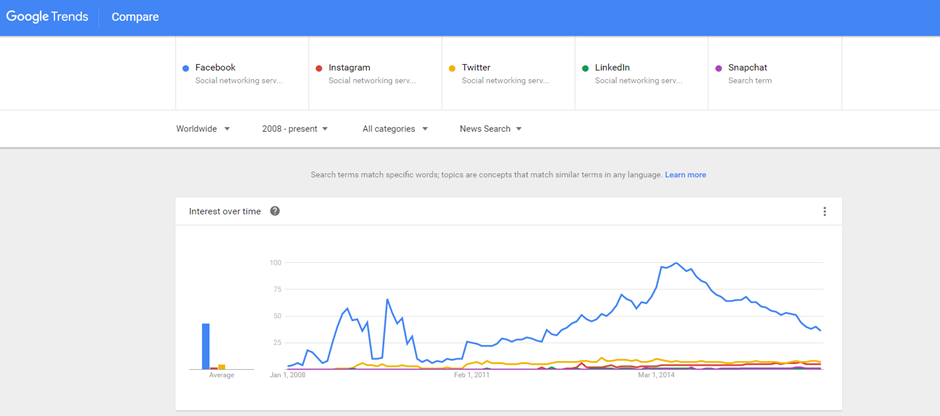 Google Trends Compare
Facebook
Social networking serv...
Instagram
Social networking serv...
Twitter
Social networking serv...
LinkedIn
Social networking serv...
Snapchat
Search term
Worldwide 2008 - present All categories News Search
Search terms match specific words; topics are concepts that match similar terms in any language. Learn more
Interest over time ?
100
75
50
25
Average
Jan 1, 2008 Feb 1, 2011 Mar 1, 2014